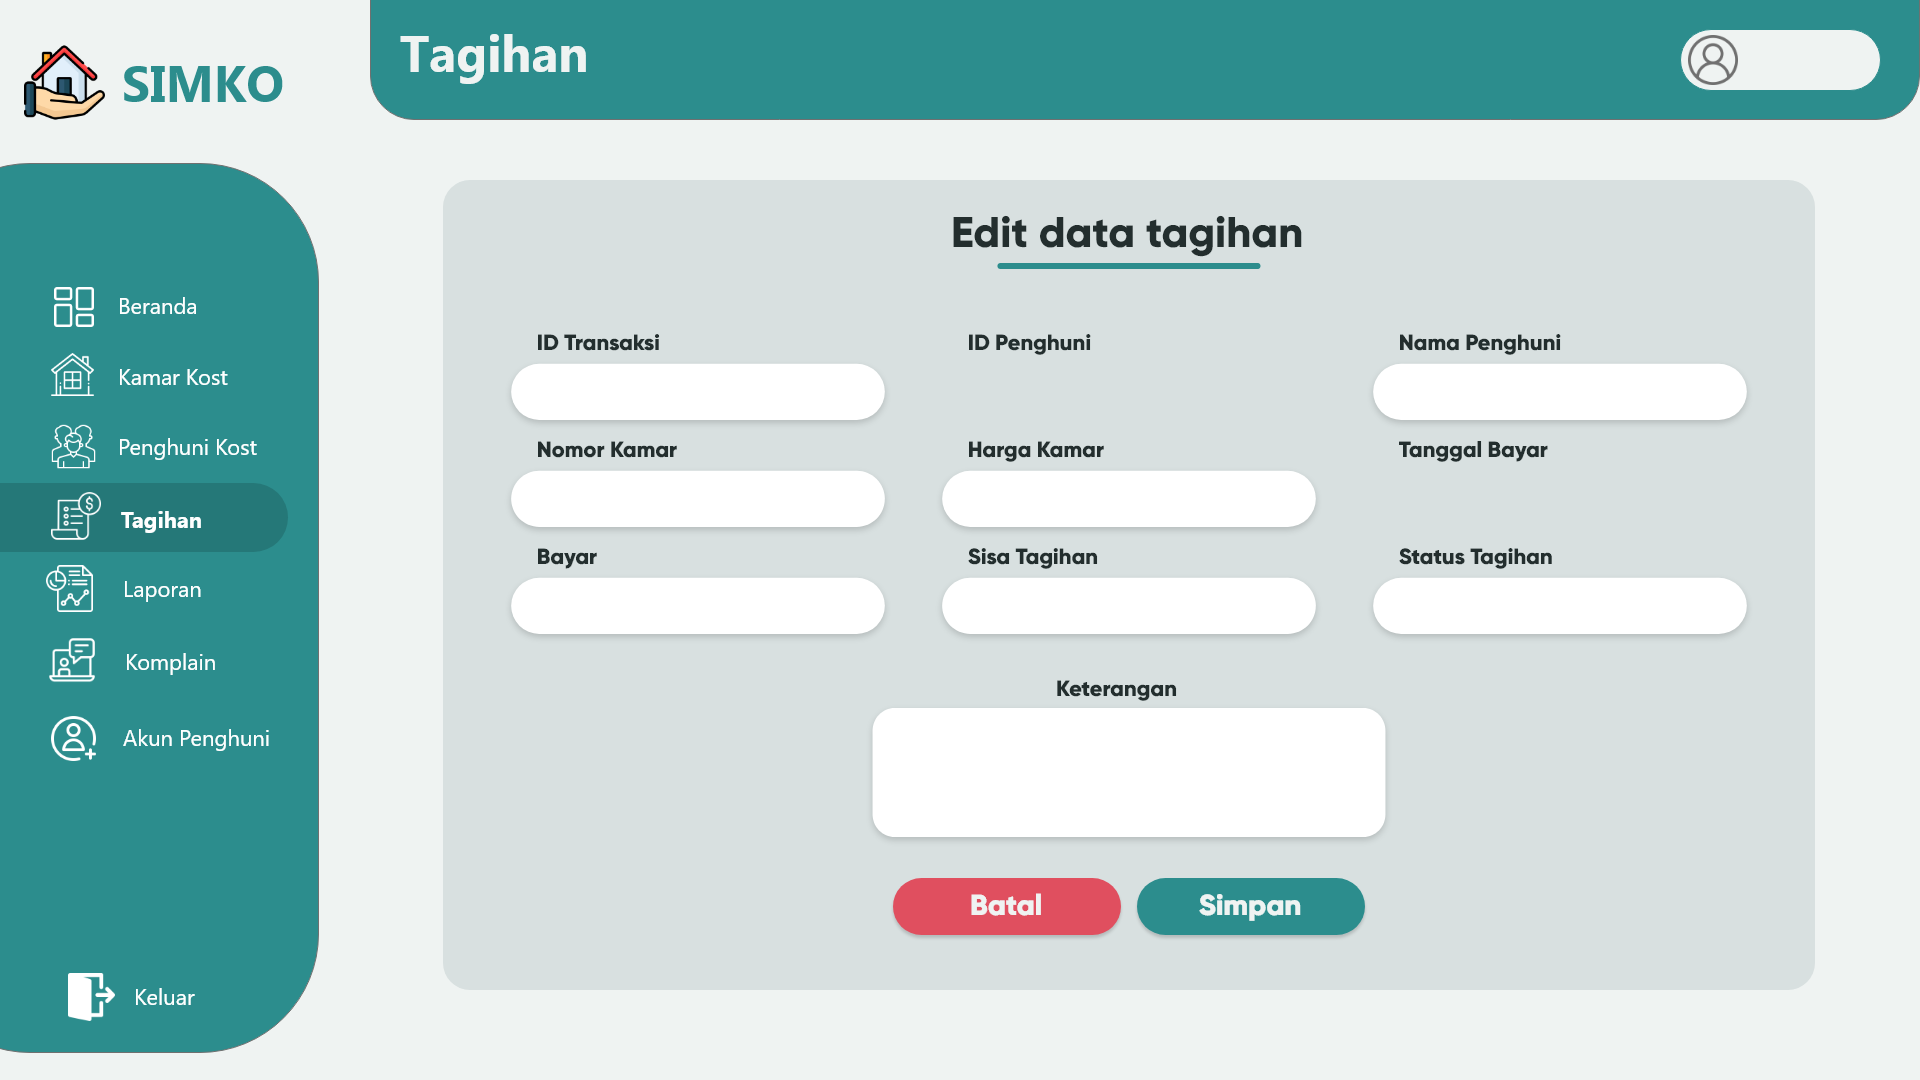 SIMKO
Tagihan
Beranda
Kamar Kost
Penghuni Kost
Tagihan
Laporan
Komplain
Akun Penghuni
Keluar
Edit data tagihan
ID Transaksi
ID Penghuni
Nama Penghuni
Nomor Kamar
Harga Kamar
Tanggal Bayar
Bayar
Sisa Tagihan
Status Tagihan
Keterangan
Batal
Simpan